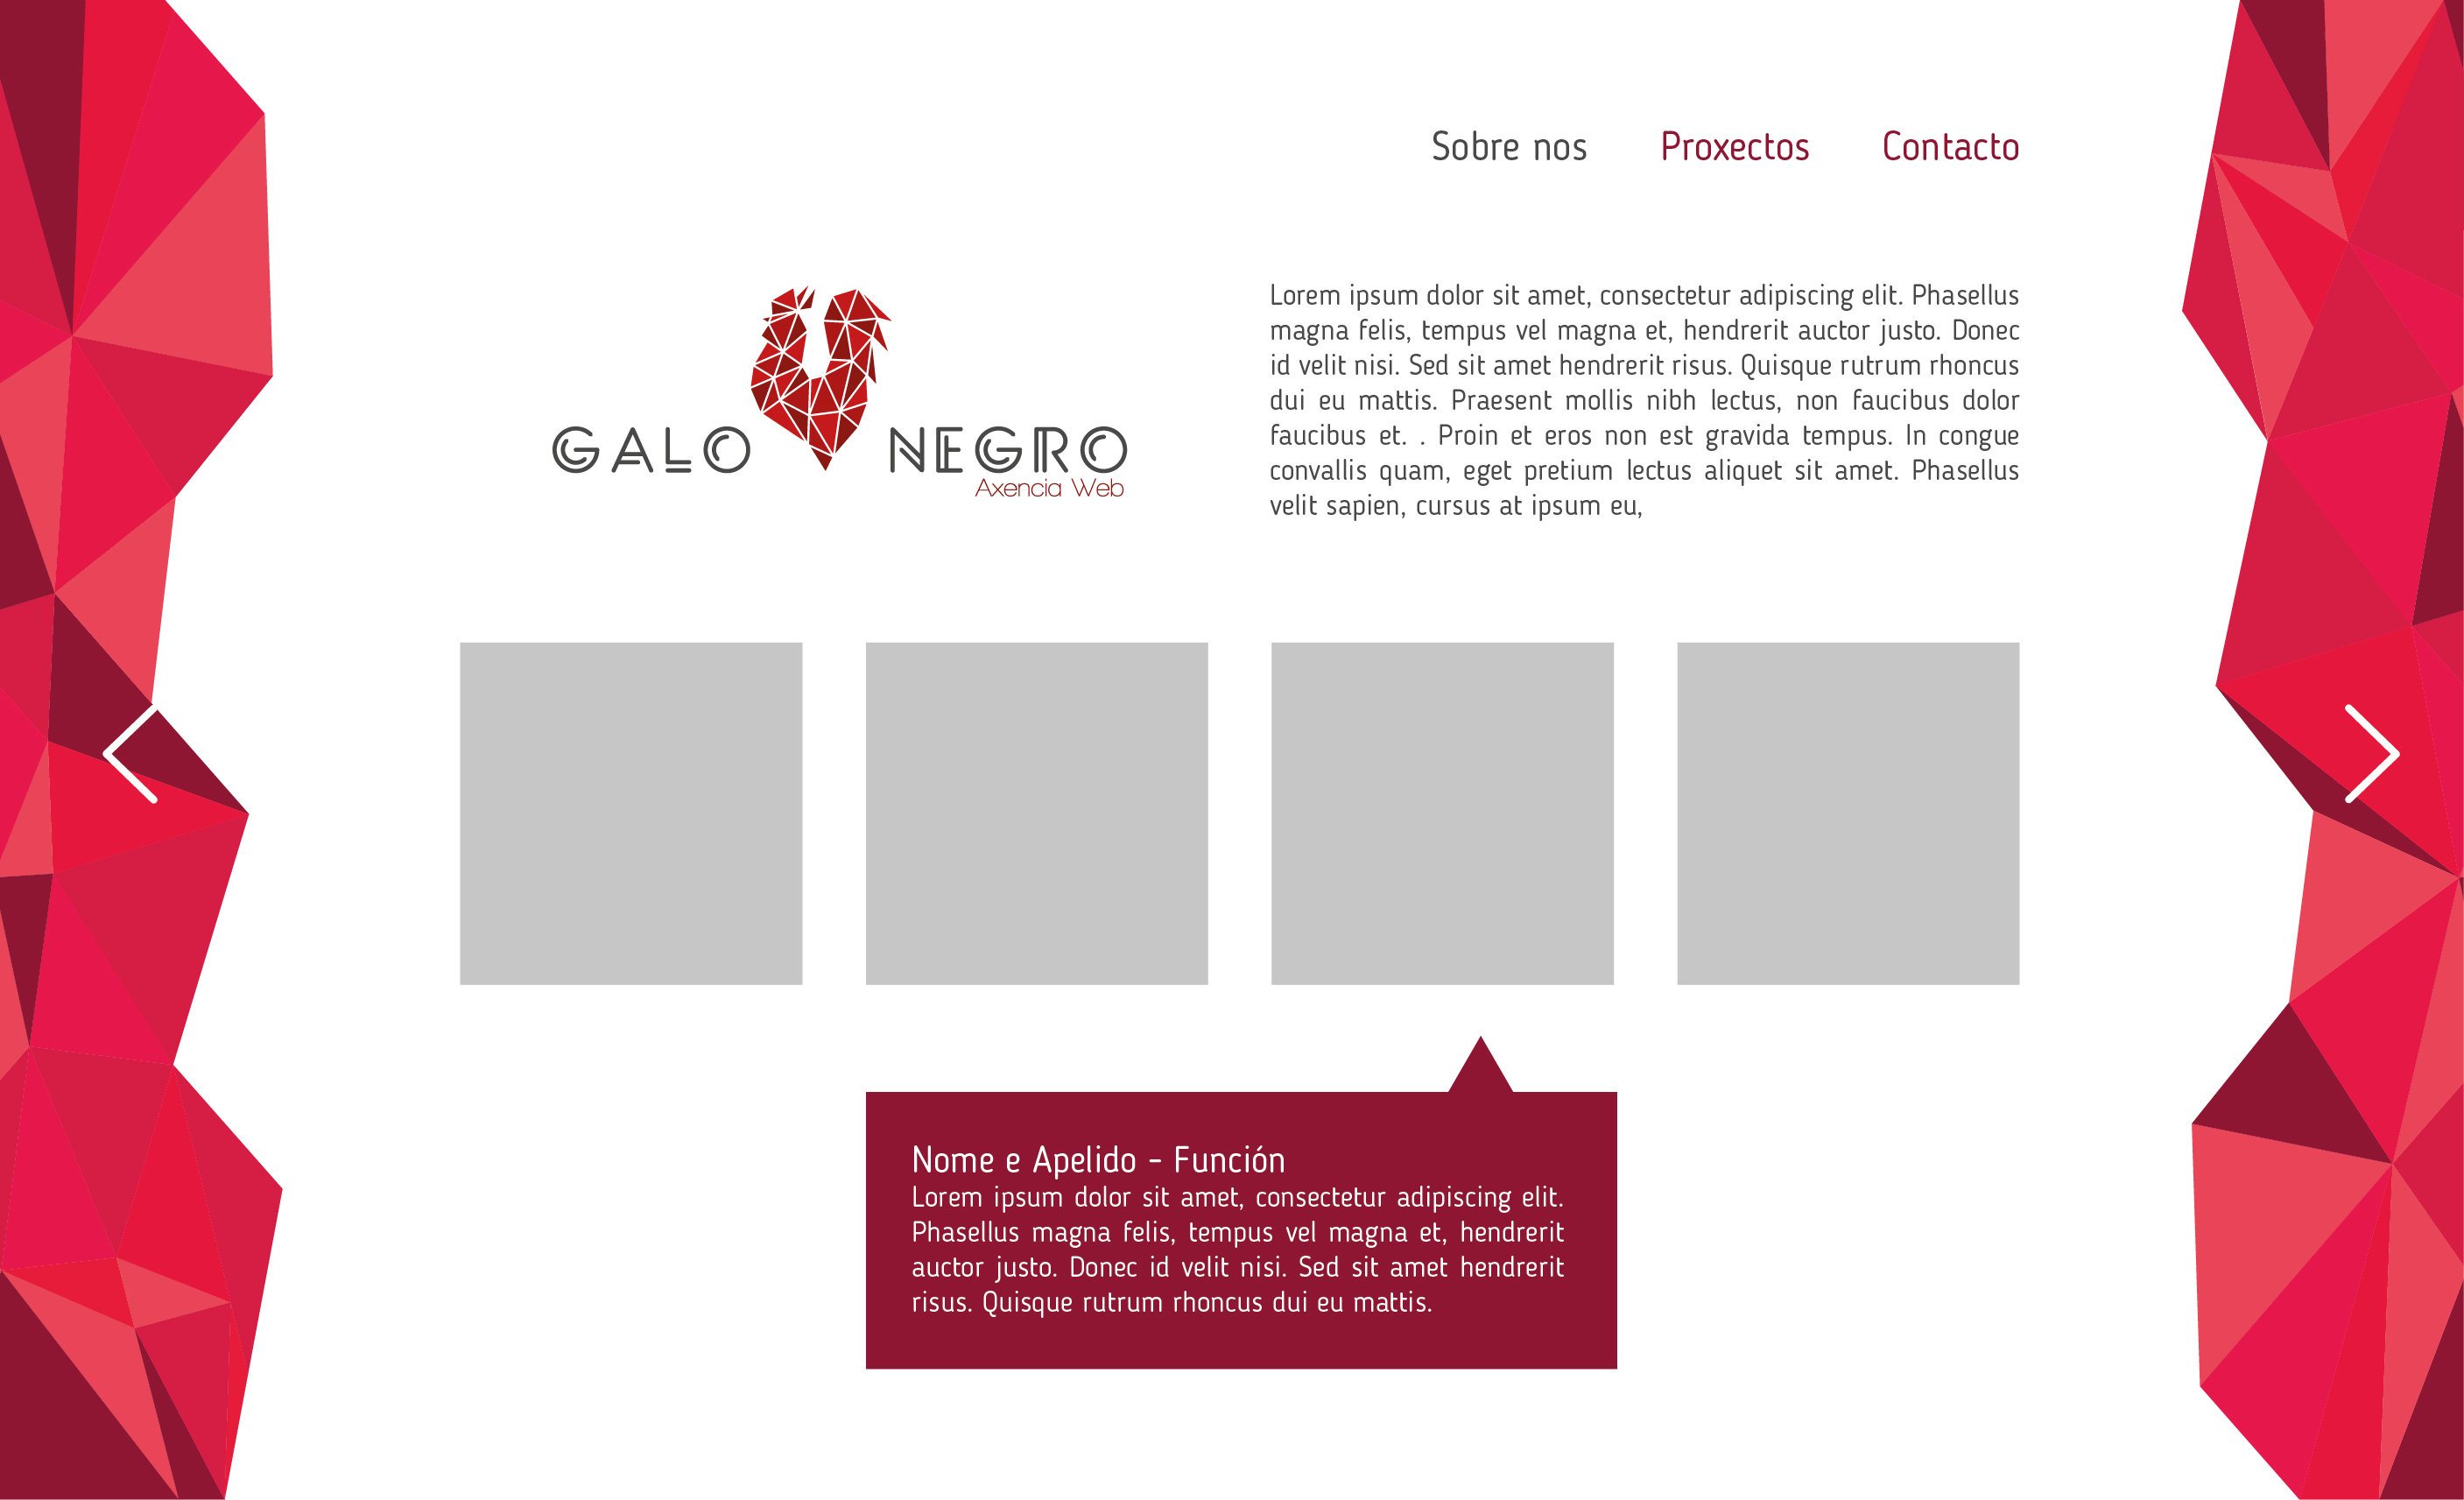 Sobre nos Proxectos Contacto
GALO NEGRO
Axencia Web
Lorem ipsum dolor sit amet, consectetur adipiscing elit. Phasellus
magna felis, tempus vel magna et, hendrerit auctor justo. Donec
id velit nisi. Sed sit amet hendrerit risus. Quisque rutrum rhoncus
dui eu mattis. Praesent mollis nibh lectus, non faucibus dolor
faucibus et. . Proin et eros non est gravida tempus. In congue
convallis quam, eget pretium lectus aliquet sit amet. Phasellus
velit sapien, cursus at ipsum eu,
Nome e Apelido - Función
Lorem ipsum dolor sit amet, consectetur adipiscing elit.
Phasellus magna felis, tempus vel magna et, hendrerit
auctor justo. Donec id velit nisi. Sed sit amet hendrerit
risus. Quisque rutrum rhoncus dui eu mattis.